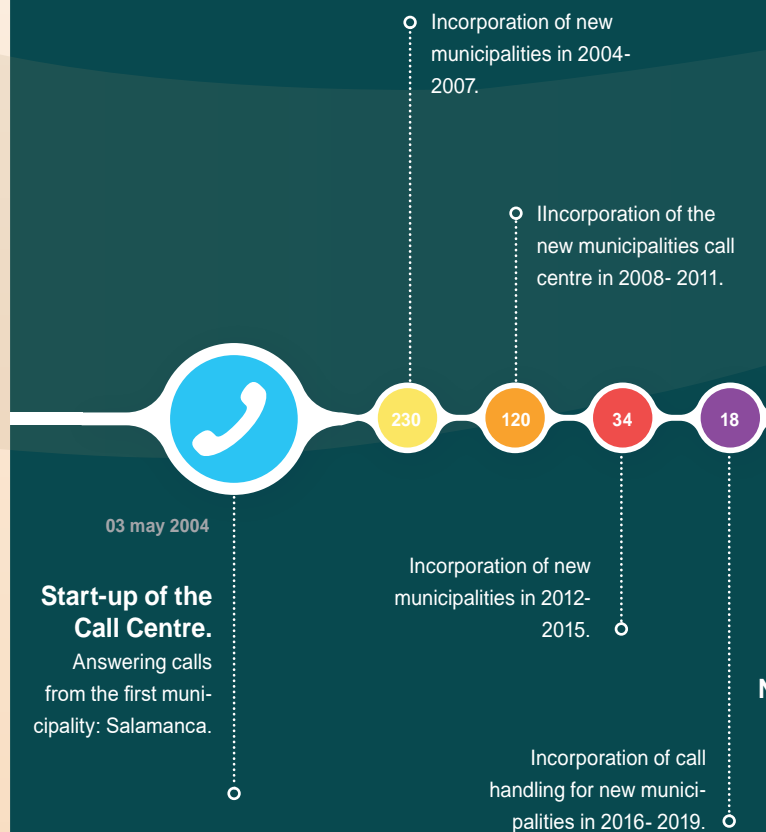 Incorporation of new
municipalities in 2004-
2007.
IIncorporation of the
new municipalities call
centre in 2008- 2011.
230
120
34
18
03 may 2004
Start-up of the
Call Centre.
Answering calls
from the first muni-
cipality: Salamanca.
Incorporation of new
municipalities in 2012-
2015.
Incorporation of call
handling for new munici-
palities in 2016- 2019.